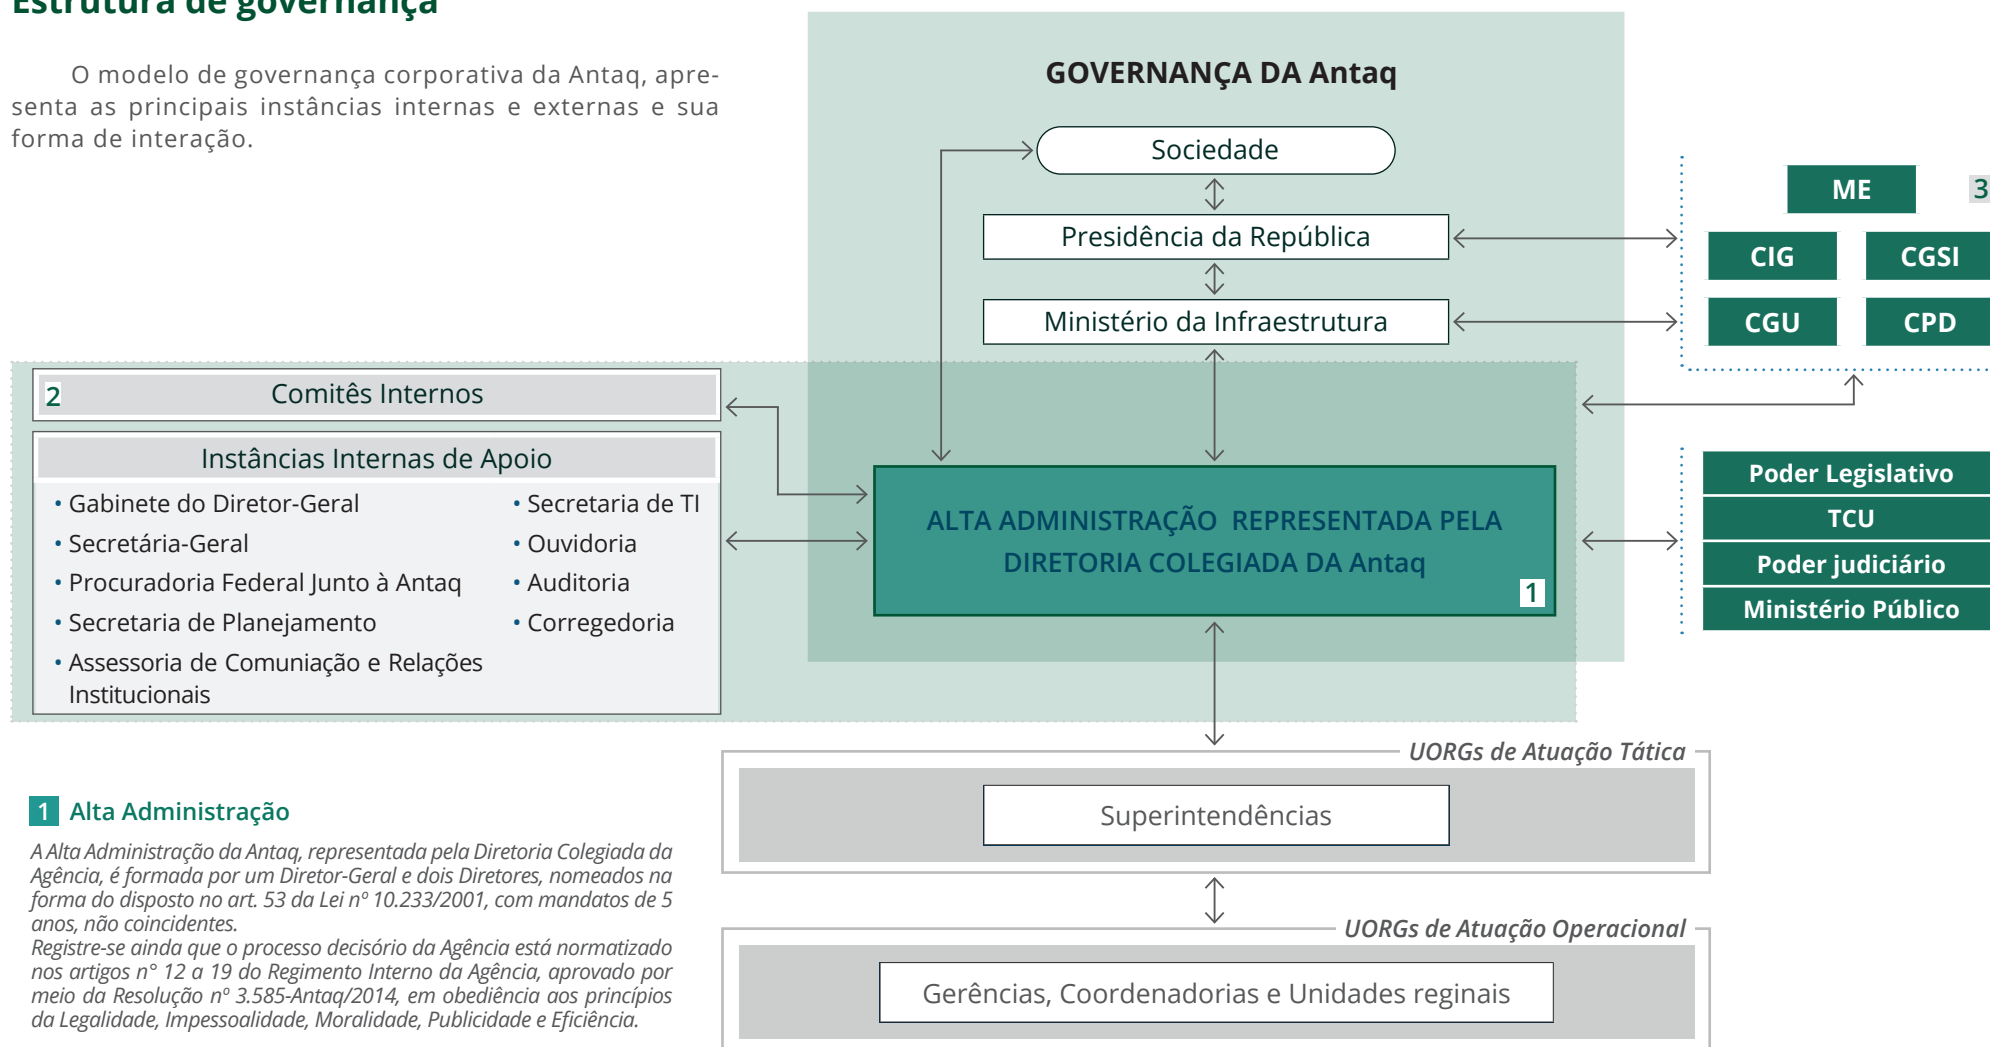 Estrutura de governança
O modelo de governança corporativa da Antaq, apre-
senta as principais instâncias internas e externas e sua
forma de interação.
GOVERNANÇA DA Antaq
Sociedade
Presidência da República
Ministério da Infraestrutura
ME
3
CIG
CGSI
CGU
CPD
2
Comitês Internos
Instâncias Internas de Apoio
• Gabinete do Diretor-Geral
• Secretária-Geral
• Procuradoria Federal Junto à Antaq
• Secretaria de Planejamento
• Assessoria de Comuniação e Relações
Institucionais
• Secretaria de TI
• Ouvidoria
• Auditoria
• Corregedoria
ALTA ADMINISTRAÇÃO REPRESENTADA PELA
DIRETORIA COLEGIADA DA Antaq
1
Poder Legislativo
TCU
Poder judiciário
Ministério Público
UORGs de Atuação Tática
Superintendências
UORGs de Atuação Operacional
Gerências, Coordenadorias e Unidades reginais
1 Alta Administração
A Alta Administração da Antaq, representada pela Diretoria Colegiada da
Agência, é formada por um Diretor-Geral e dois Diretores, nomeados na
forma do disposto no art. 53 da Lei nº 10.233/2001, com mandatos de 5
anos, não coincidentes.
Registre-se ainda que o processo decisório da Agência está normatizado
nos artigos n° 12 a 19 do Regimento Interno da Agência, aprovado por
meio da Resolução nº 3.585-Antaq/2014, em obediência aos princípios
da Legalidade, Impessoalidade, Moralidade, Publicidade e Eficiência.